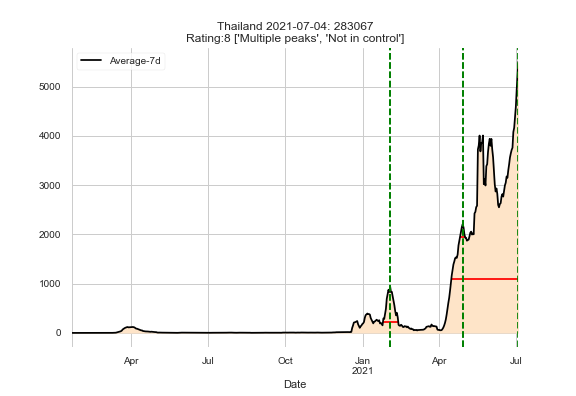 Thailand 2021-07-04: 283067
Rating:8 ['Multiple peaks', 'Not in control']
Average-7d
5000
4000
3000
2000
1000
0
Apr Jul Oct Jan Apr Jul
2021
Date